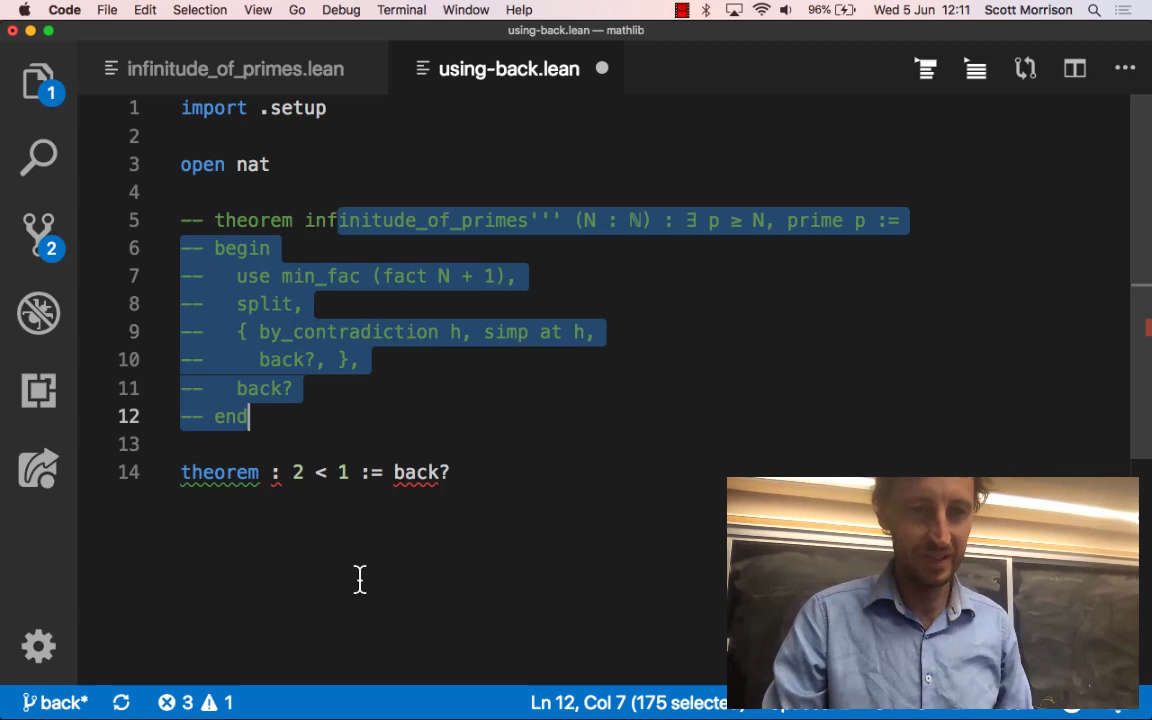 Code File Edit Selection View Go Debug Terminal Window Help 96% Wed 5 Jun 12:11 Scott Morrison
using-back.lean — mathlib
infinitude_of_primes.lean using-back.lean
1
2
1 import .setup
2
3 open nat
4
5 -- theorem infinitude_of_primes''' (N : ℕ) : ∃ p ≥ N, prime p :=
6 -- begin
7 --   use min_fac (fact N + 1),
8 --   split,
9 --   { by_contradiction h, simp at h,
10 --     back?, },
11 --   back?
12 -- end
13
14 theorem : 2 < 1 := back?
back* 3 1 Ln 12, Col 7 (175 selecte